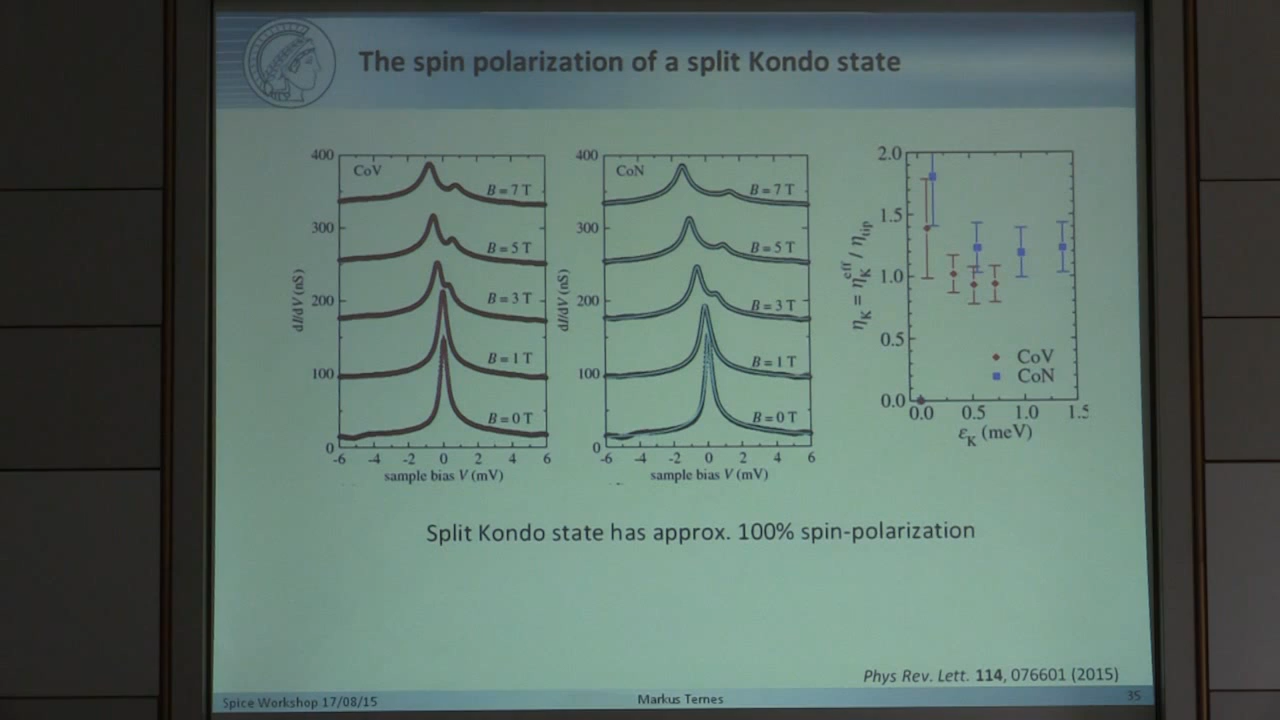 The spin polarization of a split Kondo state
400
300
200
100
0
dI/dV (nS)
CoV
B = 7 T
B = 5 T
B = 3 T
B = 1 T
B = 0 T
-6 -4 -2 0 2 4 6
sample bias V (mV)
400
300
200
100
0
dI/dV (nS)
CoN
B = 7 T
B = 5 T
B = 3 T
B = 1 T
B = 0 T
-6 -4 -2 0 2 4 6
sample bias V (mV)
2.0
1.5
1.0
0.5
0.0
ηK = ηK eff / ηtip
CoV
CoN
0.0 0.5 1.0 1.5
εK (meV)
Split Kondo state has approx. 100% spin-polarization
Phys Rev. Lett. 114, 076601 (2015)
Spice Workshop 17/08/15
Markus Ternes
35